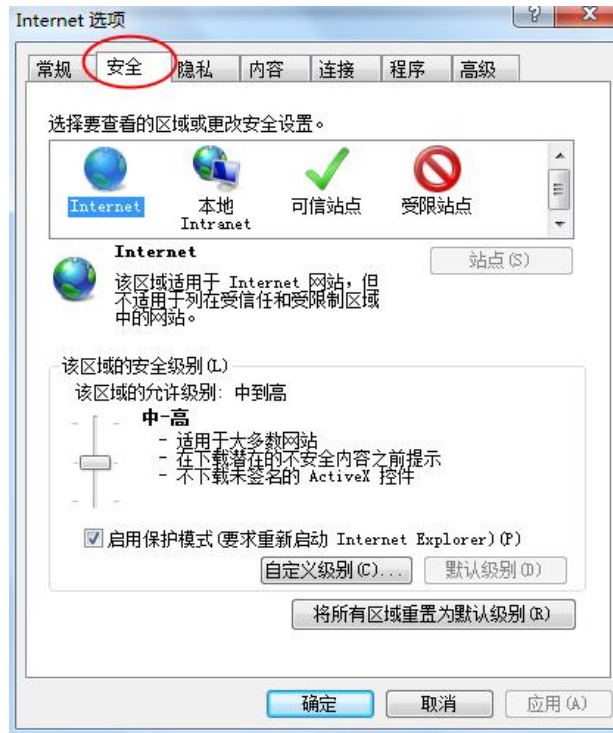 Internet 选项
常规 安全 隐私 内容 连接 程序 高级
选择要查看的区域或更改安全设置。
Internet 本地 Intranet 可信站点 受限站点
Internet
站点(S)
该区域适用于 Internet 网站，但
不适用于列在受信任和受限制区域
中的网站。
该区域的安全级别(L)
该区域的允许级别: 中到高
中-高
- 适用于大多数网站
- 在下载潜在的不安全内容之前提示
- 不下载未签名的 ActiveX 控件
启用保护模式(要求重新启动 Internet Explorer)(P)
自定义级别(C)... 默认级别(D)
将所有区域重置为默认级别(R)
确定 取消 应用(A)